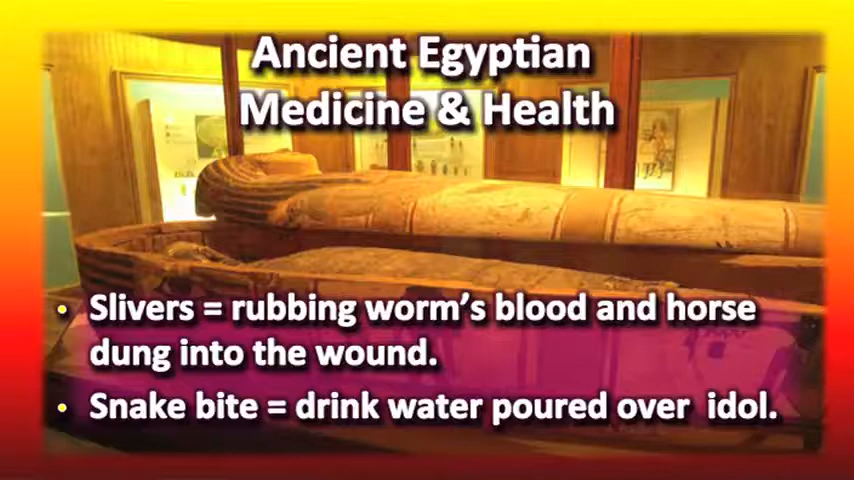 Ancient Egyptian
Medicine & Health
• Slivers = rubbing worm’s blood and horse
dung into the wound.
• Snake bite = drink water poured over idol.